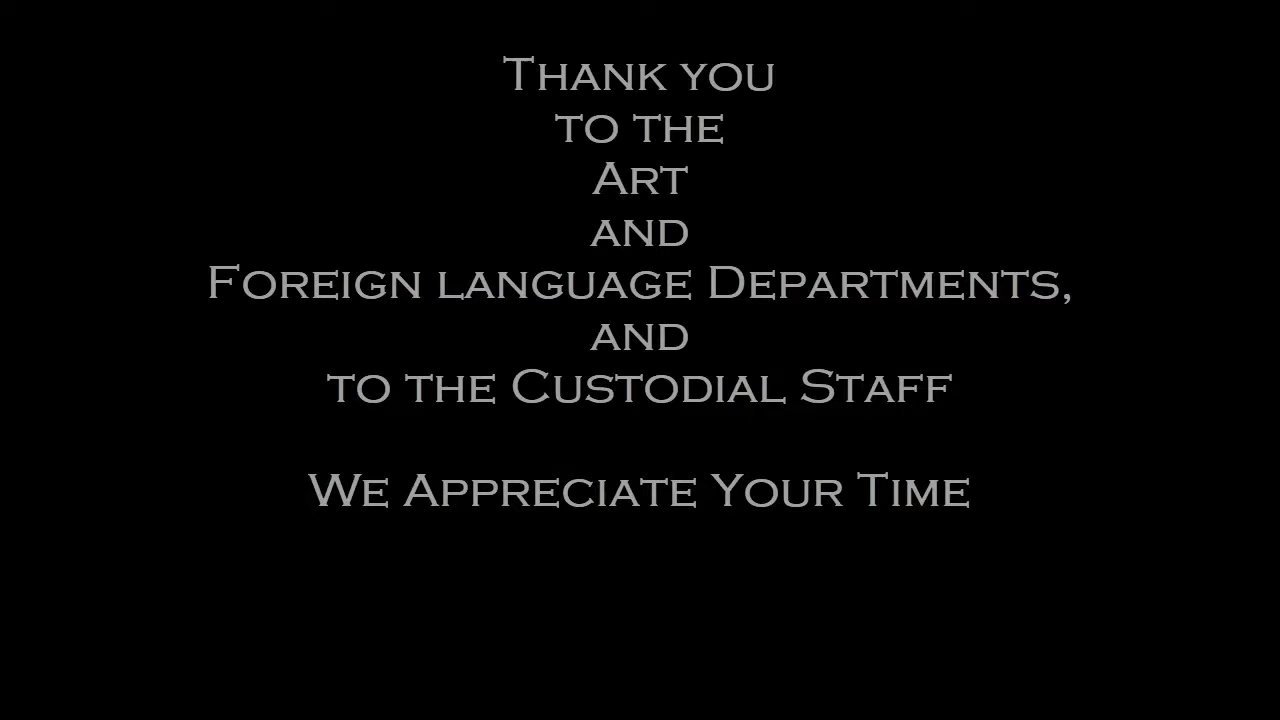 Thank you
to the
Art
and
Foreign language Departments,
and
to the Custodial Staff
We Appreciate Your Time